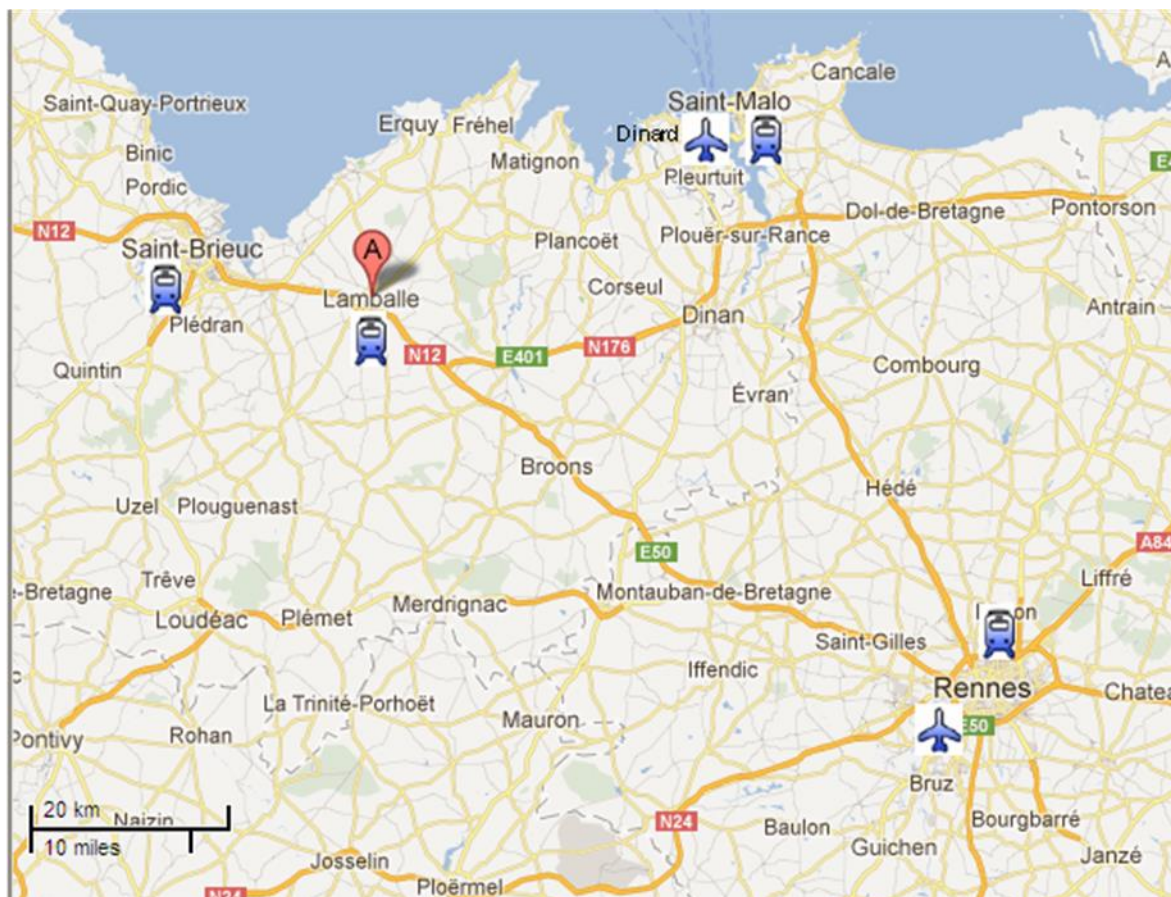 Cancale
Saint-Malo
Saint-Quay-Portrieux
Erquy
Fréhel
Dinard
Binic
Matignon
Pleurtuit
Pordic
Dol-de-Bretagne
Pontorson
N12
Plouër-sur-Rance
Saint-Brieuc
Plancoët
A
Corseul
Lamballe
Antrain
Dinan
Plédran
N12
E401
N176
Combourg
Quintin
Évran
Broons
Hédé
Uzel
Plouguenast
A84
E50
Trêve
Liffré
e-Bretagne
Montauban-de-Bretagne
Merdrignac
Loudéac
Plémet
Saint-Gilles
Iffendic
Rennes
Chatea
La Trinité-Porhoët
Mauron
E50
Rohan
Pontivy
Bruz
20 km
Naizin
N24
Baulon
Bourgbarré
10 miles
Guichen
Janzé
Josselin
Ploërmel
N24